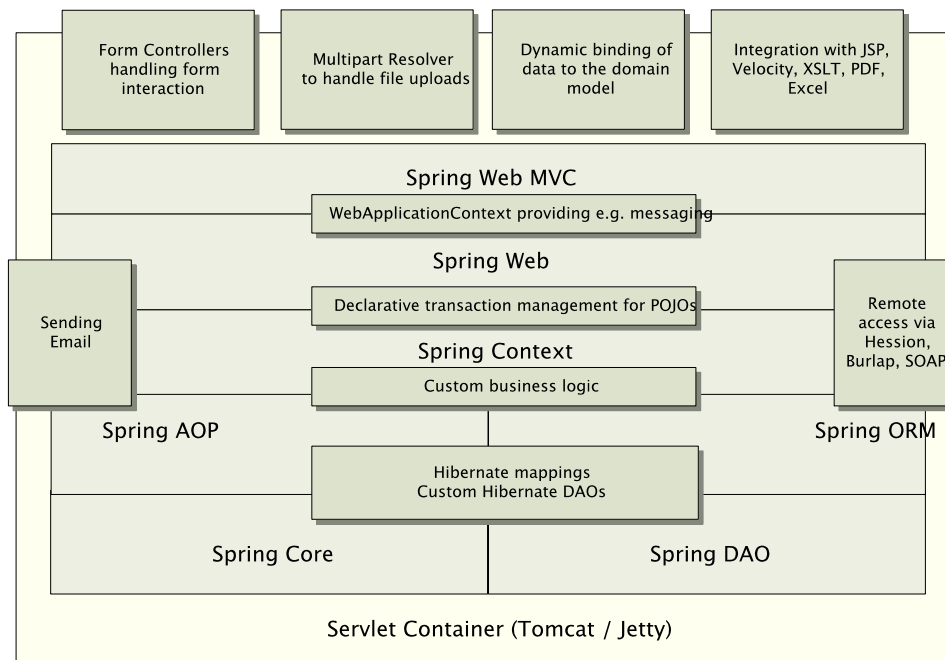 Form Controllers
handling form
interaction
Multipart Resolver
to handle file uploads
Dynamic binding of
data to the domain
model
Integration with JSP,
Velocity, XSLT, PDF,
Excel
Spring Web MVC
WebApplicationContext providing e.g. messaging
Spring Web
Sending
Email
Declarative transaction management for POJOs
Remote
access via
Hession,
Burlap, SOAP
Spring Context
Custom business logic
Spring AOP
Spring ORM
Hibernate mappings
Custom Hibernate DAOs
Spring Core
Spring DAO
Servlet Container (Tomcat / Jetty)